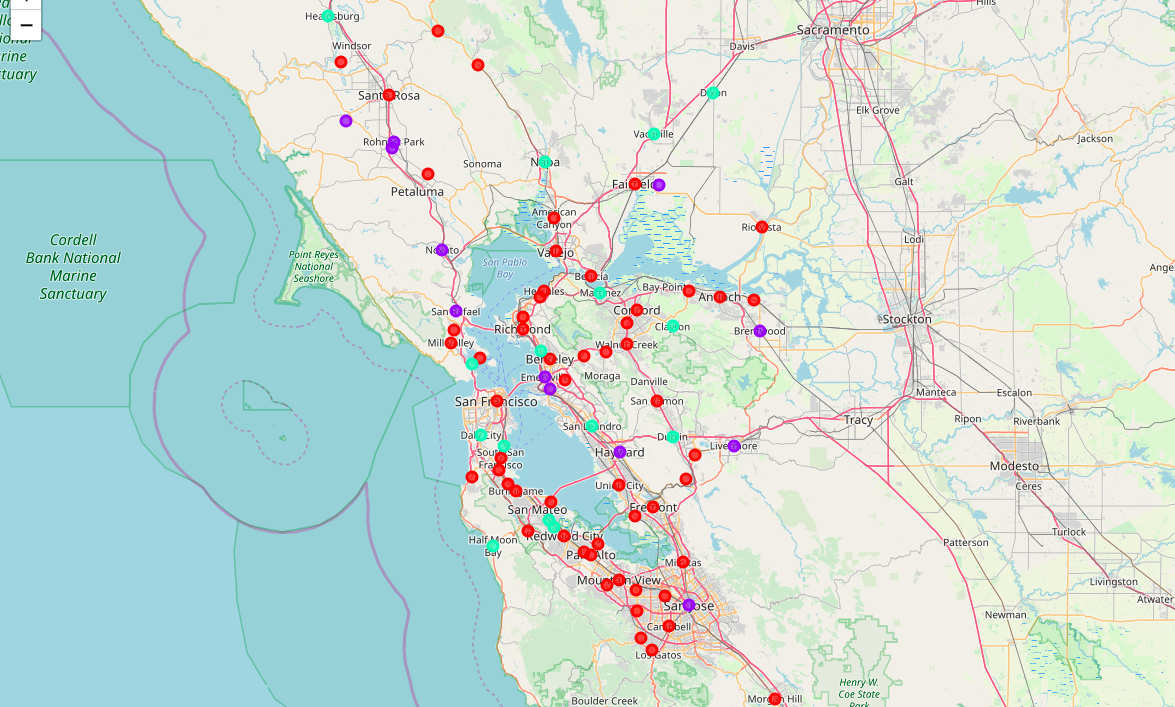 −
Healdsburg
Hills
Sacramento
Windsor
Davis
Santa Rosa
Dixon
Elk Grove
Vacaville
Jackson
Rohnert Park
Sonoma
Napa
Galt
Petaluma
Fairfield
American
Canyon
Rio Vista
Cordell
Bank National
Marine
Sanctuary
Lodi
Novato
Vallejo
Point Reyes
National
Seashore
San Pablo
Bay
Benicia
Hercules
Martinez
Bay Point
Antioch
San Rafael
Concord
Stockton
Richmond
Clayton
Brentwood
Mill Valley
Walnut Creek
Berkeley
Emeryville
Moraga
Danville
Manteca
Escalon
San Francisco
San Ramon
Tracy
Ripon
Riverbank
San Leandro
Daly City
Dublin
Livermore
South San
Francisco
Hayward
Modesto
Ceres
Union City
Burlingame
San Mateo
Fremont
Turlock
Half Moon
Bay
Redwood City
Patterson
Palo Alto
Milpitas
Mountain View
Livingston
San Jose
Atwater
Newman
Campbell
Los Gatos
Henry W.
Coe State
Park
Morgan Hill
Boulder Creek